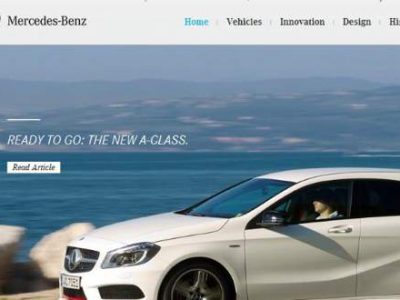 Mercedes-Benz
Home Vehicles Innovation Design
READY TO GO: THE NEW A-CLASS.
Read Article